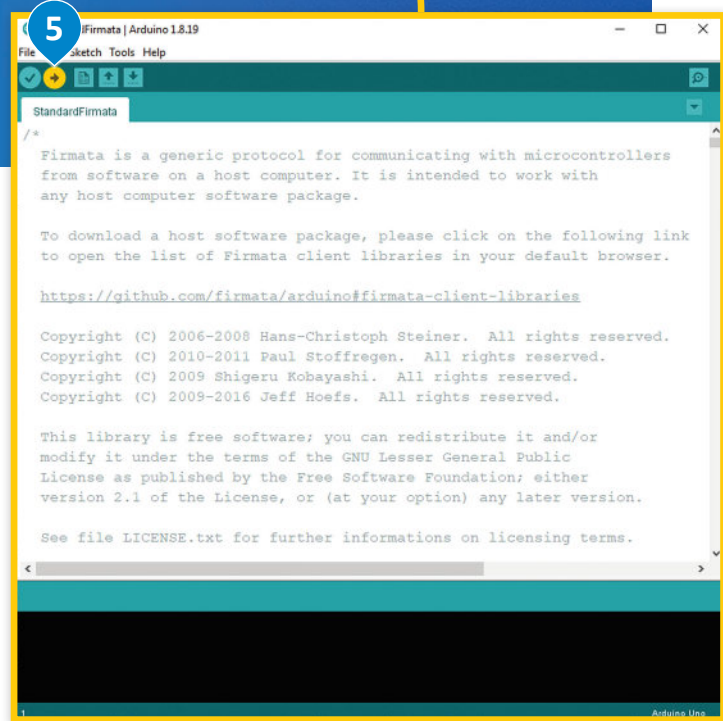 5
Firmata | Arduino 1.8.19
File Sketch Tools Help
StandardFirmata
/*
Firmata is a generic protocol for communicating with microcontrollers
from software on a host computer. It is intended to work with
any host computer software package.
To download a host software package, please click on the following link
to open the list of Firmata client libraries in your default browser.
https://github.com/firmata/arduino#firmata-client-libraries
Copyright (C) 2006-2008 Hans-Christoph Steiner.  All rights reserved.
Copyright (C) 2010-2011 Paul Stoffregen.  All rights reserved.
Copyright (C) 2009 Shigeru Kobayashi.  All rights reserved.
Copyright (C) 2009-2016 Jeff Hoefs.  All rights reserved.
This library is free software; you can redistribute it and/or
modify it under the terms of the GNU Lesser General Public
License as published by the Free Software Foundation; either
version 2.1 of the License, or (at your option) any later version.
See file LICENSE.txt for further informations on licensing terms.
1
Arduino Uno